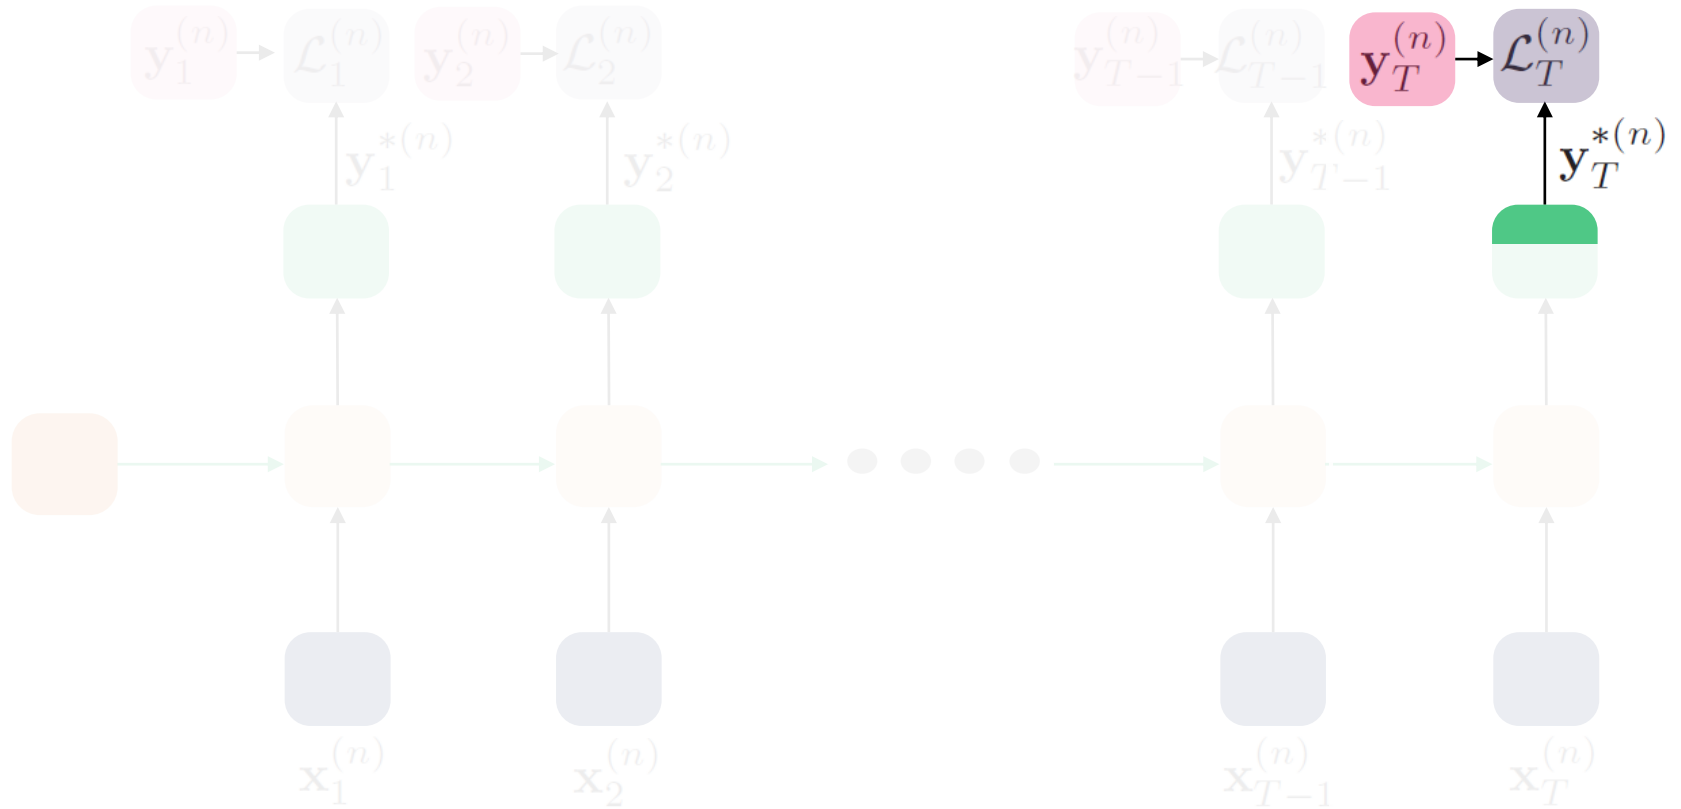 y_1^{(n)} ℒ_1^{(n)} y_2^{(n)} ℒ_2^{(n)} y_{T-1}^{(n)} ℒ_{T-1}^{(n)} y_T^{(n)} ℒ_T^{(n)}
y_1^{*(n)} y_2^{*(n)} y_{T-1}^{*(n)} y_T^{*(n)}
x_1^{(n)} x_2^{(n)} x_{T-1}^{(n)} x_T^{(n)}